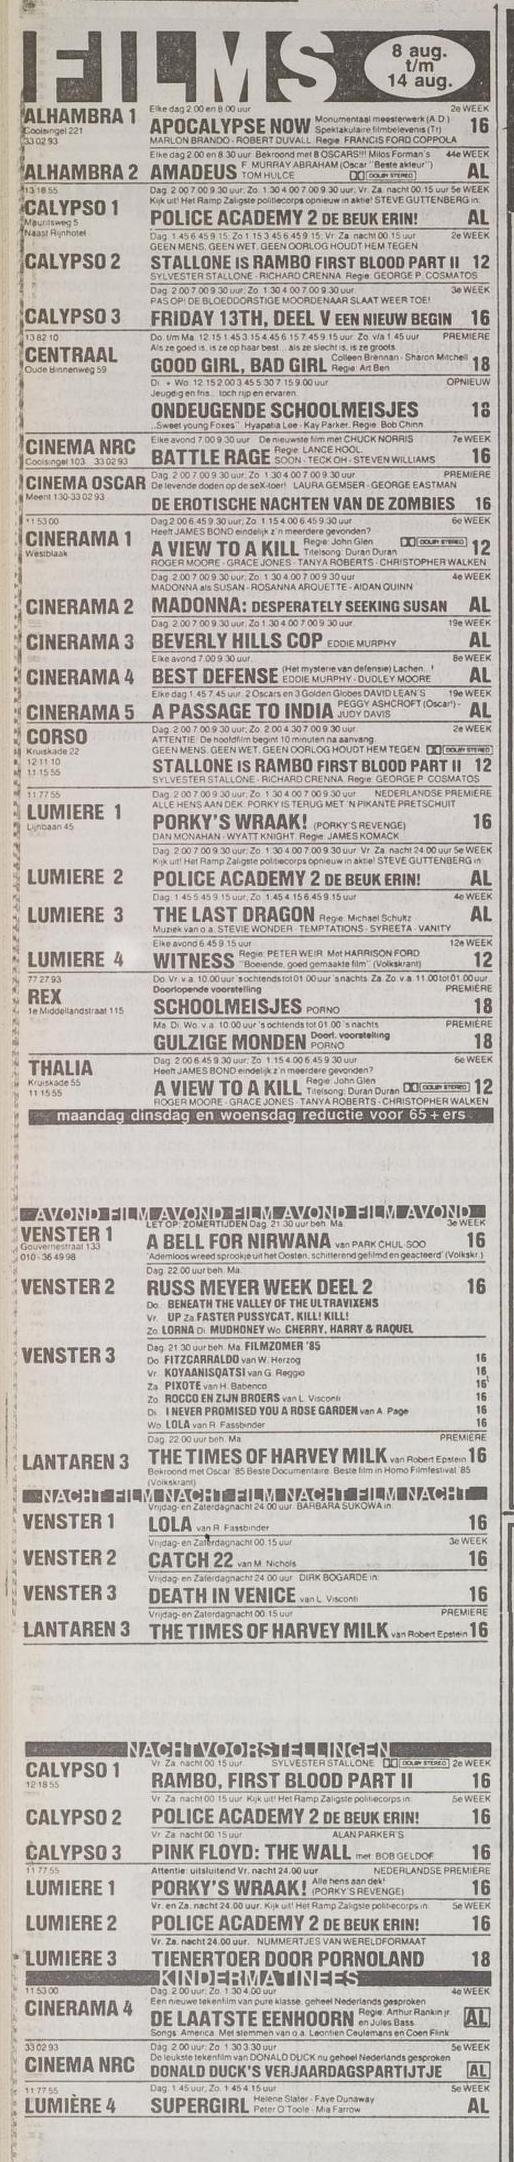 FILMS
8 aug.
t/m
14 aug.
ALHAMBRA 1
Coolsingel 221
33 02 93
Elke dag 2.00 en 8.00 uur 2e WEEK
APOCALYPSE NOW Monumentaal meesterwerk (A.D.) 16
Spektakulaire filmbelevenis (Tr)
MARLON BRANDO - ROBERT DUVALL Regie: FRANCIS FORD COPPOLA
Elke dag 2.00 en 8.30 uur. Bekroond met 8 OSCARS!!! Milos Forman's 44e WEEK
ALHAMBRA 2 AMADEUS F. MURRAY ABRAHAM (Oscar "Beste akteur") AL
TOM HULCE DOLBY STEREO
13 18 55
CALYPSO 1
Mauritsweg 5
Naast Rijnhotel
Dag. 2.00 7.00 9.30 uur; Zo. 1.30 4.00 7.00 9.30 uur; Vr. Za. nacht 00.15 uur 5e WEEK
Kijk uit! Het Ramp Zaligste politiecorps opnieuw in aktie! STEVE GUTTENBERG in:
POLICE ACADEMY 2 DE BEUK ERIN! AL
Dag. 1.45 6.45 9.15; Zo. 1.15 3.45 6.45 9.15; Vr. Za. nacht 00.15 uur 2e WEEK
GEEN MENS, GEEN WET, GEEN OORLOG HOUDT HEM TEGEN
CALYPSO 2 STALLONE IS RAMBO FIRST BLOOD PART II 12
SYLVESTER STALLONE - RICHARD CRENNA. Regie: GEORGE P. COSMATOS
Dag. 2.00 7.00 9.30 uur; Zo. 1.30 4.00 7.00 9.30 uur 3e WEEK
PAS OP! DE BLOEDDORSTIGE MOORDENAAR SLAAT WEER TOE!
CALYPSO 3 FRIDAY 13TH, DEEL V EEN NIEUW BEGIN 16
13 82 10
CENTRAAL
Oude Binnenweg 59
Do. t/m Ma. 12.15 1.45 3.15 4.45 6.15 7.45 9.15 uur. Zo. v/a 1.45 uur PREMIERE
Als ze goed is, is ze op haar best... als ze slecht is, is ze groots.
GOOD GIRL, BAD GIRL Colleen Brennan - Sharon Mitchell 18
Regie: Art Ben
Di. + Wo. 12.15 2.00 3.45 5.30 7.15 9.00 uur OPNIEUW
Jeugdig en fris... toch rijp en ervaren.
ONDEUGENDE SCHOOLMEISJES 18
"Sweet young Foxes" Hyapatia Lee - Kay Parker. Regie: Bob Chinn
CINEMA NRC
Coolsingel 103 33 02 93
Elke avond 7.00 9.30 uur De nieuwste film met CHUCK NORRIS 7e WEEK
BATTLE RAGE Regie: LANCE HOOL 16
SOON - TECK OH - STEVEN WILLIAMS
CINEMA OSCAR
Meent 130 - 33 02 93
Dag. 2.00 7.00 9.30 uur; Zo. 1.30 4.00 7.00 9.30 uur PREMIERE
De levende doden op de seX-toer! LAURA GEMSER - GEORGE EASTMAN
DE EROTISCHE NACHTEN VAN DE ZOMBIES 16
11 53 00
CINERAMA 1
Westblaak
Dag. 2.00 6.45 9.30 uur; Zo. 1.15 4.00 6.45 9.30 uur 6e WEEK
Heeft JAMES BOND eindelijk z'n meerdere gevonden?
A VIEW TO A KILL Regie: John Glen DOLBY STEREO 12
Titelsong: Duran Duran
ROGER MOORE - GRACE JONES - TANYA ROBERTS - CHRISTOPHER WALKEN
Dag. 2.00 7.00 9.30 uur; Zo. 1.30 4.00 7.00 9.30 uur 4e WEEK
MADONNA als SUSAN - ROSANNA ARQUETTE - AIDAN QUINN
CINERAMA 2 MADONNA: DESPERATELY SEEKING SUSAN AL
Dag. 2.00 7.00 9.30 uur; Zo. 1.30 4.00 7.00 9.30 uur 19e WEEK
CINERAMA 3 BEVERLY HILLS COP EDDIE MURPHY AL
Elke avond 7.00 9.30 uur. 8e WEEK
CINERAMA 4 BEST DEFENSE (Het mysterie van defensie) Lachen...! AL
EDDIE MURPHY - DUDLEY MOORE
Elke dag 1.45 7.45 uur. 2 Oscars en 3 Golden Globes DAVID LEAN'S 19e WEEK
CINERAMA 5 A PASSAGE TO INDIA PEGGY ASHCROFT (Oscar!) - AL
JUDY DAVIS
CORSO
Kruiskade 22
12 11 10
11 15 55
Dag. 2.00 7.00 9.30 uur; Zo. 2.00 4.30 7.00 9.30 uur 2e WEEK
ATTENTIE: De hoofdfilm begint 10 minuten na aanvang.
GEEN MENS, GEEN WET, GEEN OORLOG HOUDT HEM TEGEN. DOLBY STEREO
STALLONE IS RAMBO FIRST BLOOD PART II 12
SYLVESTER STALLONE - RICHARD CRENNA. Regie: GEORGE P. COSMATOS
11 77 55
LUMIERE 1
Lijnbaan 45
Dag. 2.00 7.00 9.30 uur; Zo. 1.30 4.00 7.00 9.30 uur NEDERLANDSE PREMIERE
ALLE HENS AAN DEK. PORKY IS TERUG MET 'N PIKANTE PRETSCHUIT
PORKY'S WRAAK! (PORKY'S REVENGE) 16
DAN MONAHAN - WYATT KNIGHT. Regie: JAMES KOMACK
Dag. 2.00 7.00 9.30 uur; Zo. 1.30 4.00 7.00 9.30 uur. Vr. Za. nacht 24.00 uur 5e WEEK
Kijk uit! Het Ramp Zaligste politiecorps opnieuw in aktie! STEVE GUTTENBERG in:
LUMIERE 2 POLICE ACADEMY 2 DE BEUK ERIN! AL
Dag. 1.45 5.45 9.15 uur; Zo. 1.45 4.15 6.45 9.15 uur 4e WEEK
LUMIERE 3 THE LAST DRAGON Regie: Michael Schultz AL
Muziek van o.a. STEVIE WONDER - TEMPTATIONS - SYREETA - VANITY
Elke avond 6.45 9.15 uur 12e WEEK
LUMIERE 4 WITNESS Regie: PETER WEIR. Met HARRISON FORD 12
"Boeiende, goed gemaakte film" (Volkskrant)
77 27 93
REX
1e Middellandstraat 115
Do. Vr. v.a. 10.00 uur 's ochtends tot 01.00 uur 's nachts. Za. Zo. v.a. 11.00 tot 01.00 uur
Doorlopende voorstelling PREMIÈRE
SCHOOLMEISJES PORNO 18
Ma. Di. Wo. v.a. 10.00 uur 's ochtends tot 01.00 's nachts PREMIÈRE
GULZIGE MONDEN Doorl. voorstelling 18
PORNO
THALIA
Kruiskade 55
11 15 55
Dag. 2.00 6.45 9.30 uur; Zo. 1.15 4.00 6.45 9.30 uur 6e WEEK
Heeft JAMES BOND eindelijk z'n meerdere gevonden?
A VIEW TO A KILL Regie: John Glen DOLBY STEREO 12
Titelsong: Duran Duran
ROGER MOORE - GRACE JONES - TANYA ROBERTS - CHRISTOPHER WALKEN
maandag dinsdag en woensdag reductie voor 65+ers
AVOND FILM AVOND FILM AVOND FILM AVOND
VENSTER 1
Gouvernestraat 133
010 - 36 49 98
LET OP: ZOMERTIJDEN Dag. 21.30 uur beh. Ma. 3e WEEK
A BELL FOR NIRWANA van PARK CHUL-SOO 16
'Ademloos wreed sprookje uit het Oosten, schitterend gefilmd en geacteerd' (Volkskr.)
Dag. 22.00 uur beh. Ma.
VENSTER 2 RUSS MEYER WEEK DEEL 2 16
Do. BENEATH THE VALLEY OF THE ULTRAVIXENS
Vr. UP Za. FASTER PUSSYCAT, KILL! KILL!
Zo. LORNA Di. MUDHONEY Wo. CHERRY, HARRY & RAQUEL
Dag. 21.30 uur beh. Ma. FILMZOMER '85
VENSTER 3
Do. FITZCARRALDO van W. Herzog 16
Vr. KOYAANISQATSI van G. Reggio 16
Za. PIXOTE van H. Babenco 16
Zo. ROCCO EN ZIJN BROERS van L. Visconti 16
Di. I NEVER PROMISED YOU A ROSE GARDEN van A. Page 16
Wo. LOLA van R. Fassbinder 16
Dag. 22.00 uur beh. Ma. PREMIERE
LANTAREN 3 THE TIMES OF HARVEY MILK van Robert Epstein 16
Bekroond met Oscar '85 Beste Documentaire. Beste film in Homo Filmfestival '85
(Volkskrant)
NACHT FILM NACHT FILM NACHT FILM NACHT
Vrijdag- en Zaterdagnacht 24.00 uur BARBARA SUKOWA in:
VENSTER 1 LOLA van R. Fassbinder 16
Vrijdag- en Zaterdagnacht 00.15 uur 3e WEEK
VENSTER 2 CATCH 22 van M. Nichols 16
Vrijdag- en Zaterdagnacht 24.00 uur DIRK BOGARDE in:
VENSTER 3 DEATH IN VENICE van L. Visconti 16
Vrijdag- en Zaterdagnacht 00.15 uur PREMIERE
LANTAREN 3 THE TIMES OF HARVEY MILK van Robert Epstein 16
NACHTVOORSTELLINGEN
CALYPSO 1
12 18 55
Vr. Za. nacht 00.15 uur SYLVESTER STALLONE DOLBY STEREO 2e WEEK
RAMBO, FIRST BLOOD PART II 16
Vr. Za. nacht 00.15 uur. Kijk uit! Het Ramp Zaligste politiecorps in: 5e WEEK
CALYPSO 2 POLICE ACADEMY 2 DE BEUK ERIN! 16
Vr. Za. nacht 00.15 uur ALAN PARKER'S
CALYPSO 3 PINK FLOYD: THE WALL met: BOB GELDOF 16
11 77 55
Attentie: uitsluitend Vr. nacht 24.00 uur NEDERLANDSE PREMIERE
LUMIERE 1 PORKY'S WRAAK! Alle hens aan dek! 16
(PORKY'S REVENGE)
Vr. en Za. nacht 24.00 uur. Kijk uit! Het Ramp Zaligste politiecorps in: 5e WEEK
LUMIERE 2 POLICE ACADEMY 2 DE BEUK ERIN! 16
Vr. Za. nacht 24.00 uur. NUMMERTJES VAN WERELDFORMAAT
LUMIERE 3 TIENERTOER DOOR PORNOLAND 18
KINDERMATINEES
11 53 00
Dag. 2.00 uur; Zo. 1.30 4.00 uur 4e WEEK
Een nieuwe tekenfilm van pure klasse, geheel Nederlands gesproken
CINERAMA 4 DE LAATSTE EENHOORN Regie: Arthur Rankin jr. AL
en Jules Bass
Songs: America. Met stemmen van o.a. Leontien Ceulemans en Coen Flink
33 02 93
Dag. 2.00 uur; Zo. 1.30 3.30 uur 5e WEEK
De leukste tekenfilm van DONALD DUCK nu geheel Nederlands gesproken
CINEMA NRC DONALD DUCK'S VERJAARDAGSPARTIJTJE AL
11 77 55
Dag. 1.45 uur; Zo. 1.45 4.15 uur 5e WEEK
LUMIÈRE 4 SUPERGIRL Helene Slater - Faye Dunaway AL
Peter O'Toole - Mia Farrow